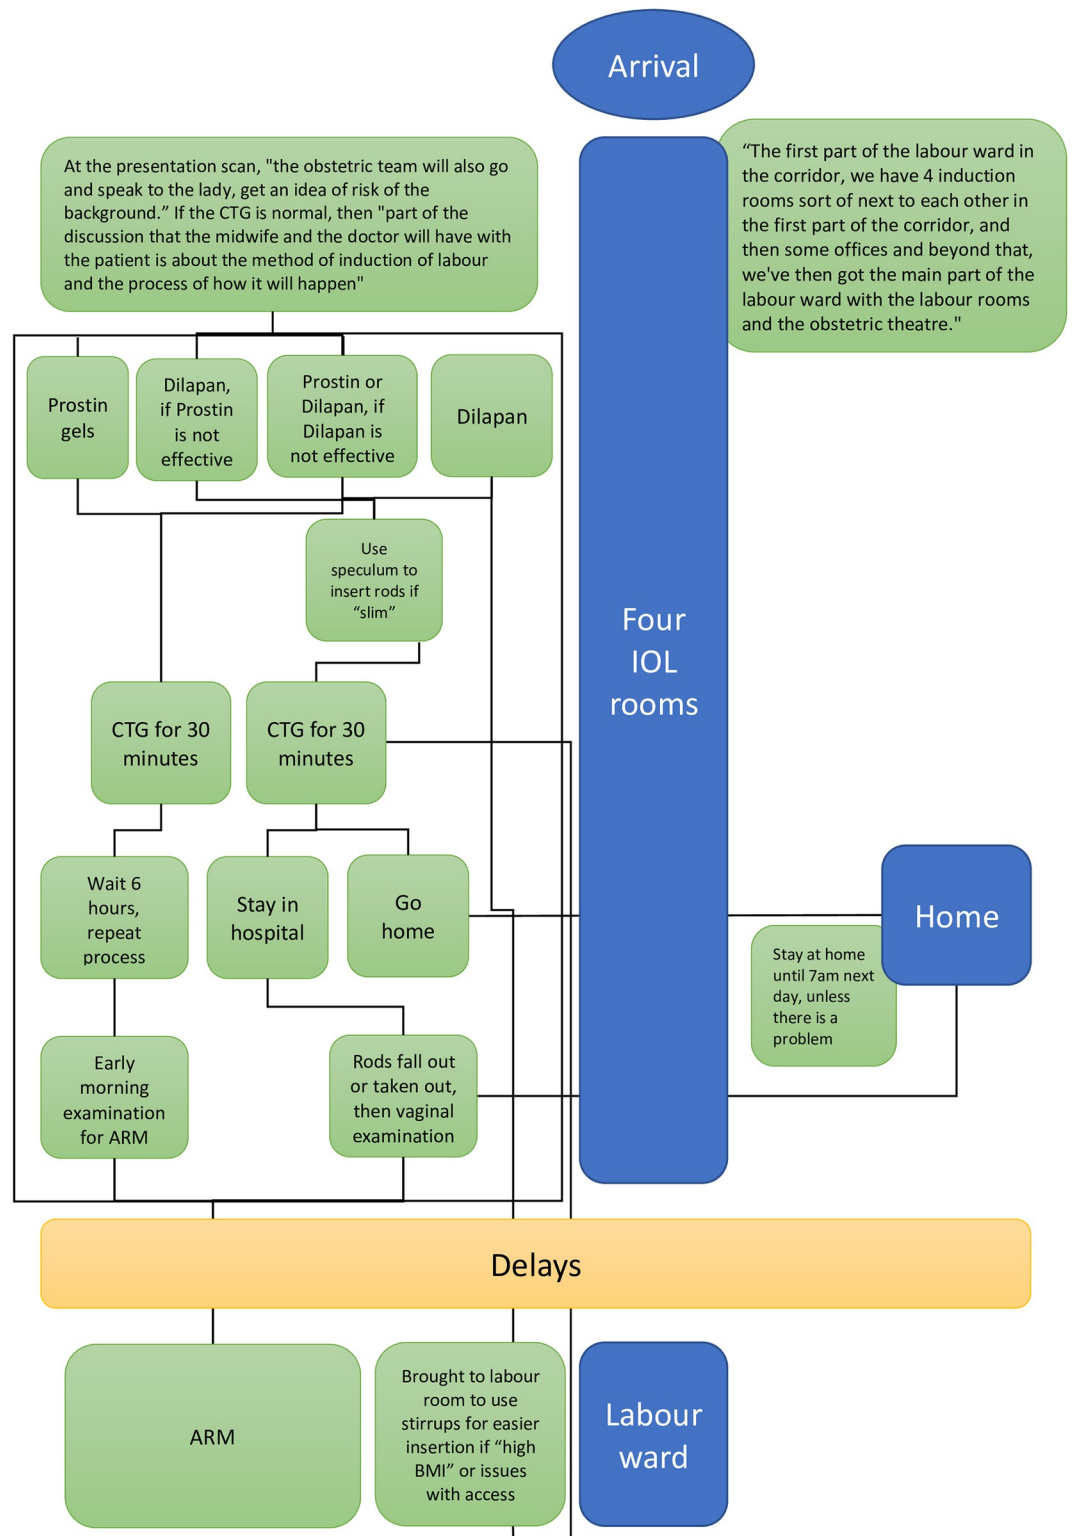 Arrival
At the presentation scan, "the obstetric team will also go
and speak to the lady, get an idea of risk of the
background.” If the CTG is normal, then "part of the
discussion that the midwife and the doctor will have with
the patient is about the method of induction of labour
and the process of how it will happen"
“The first part of the labour ward in
the corridor, we have 4 induction
rooms sort of next to each other in
the first part of the corridor, and
then some offices and beyond that,
we've then got the main part of the
labour ward with the labour rooms
and the obstetric theatre."
Prostin
gels
Dilapan,
if Prostin
is not
effective
Prostin or
Dilapan, if
Dilapan is
not effective
Dilapan
Use
speculum to
insert rods if
“slim”
Four
IOL
rooms
CTG for 30
minutes
CTG for 30
minutes
Wait 6
hours,
repeat
process
Stay in
hospital
Go
home
Home
Stay at home
until 7am next
day, unless
there is a
problem
Early
morning
examination
for ARM
Rods fall out
or taken out,
then vaginal
examination
Delays
ARM
Brought to labour
room to use
stirrups for easier
insertion if “high
BMI” or issues
with access
Labour
ward